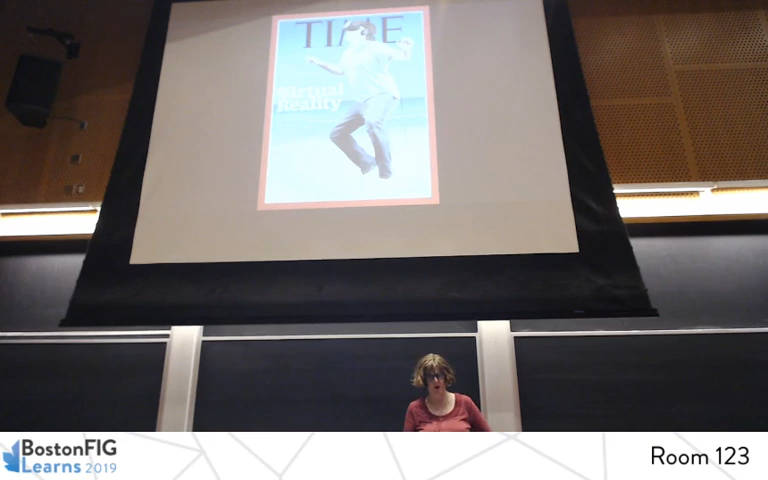 TIME
Virtual
Reality
BostonFIG
Learns 2019
Room 123